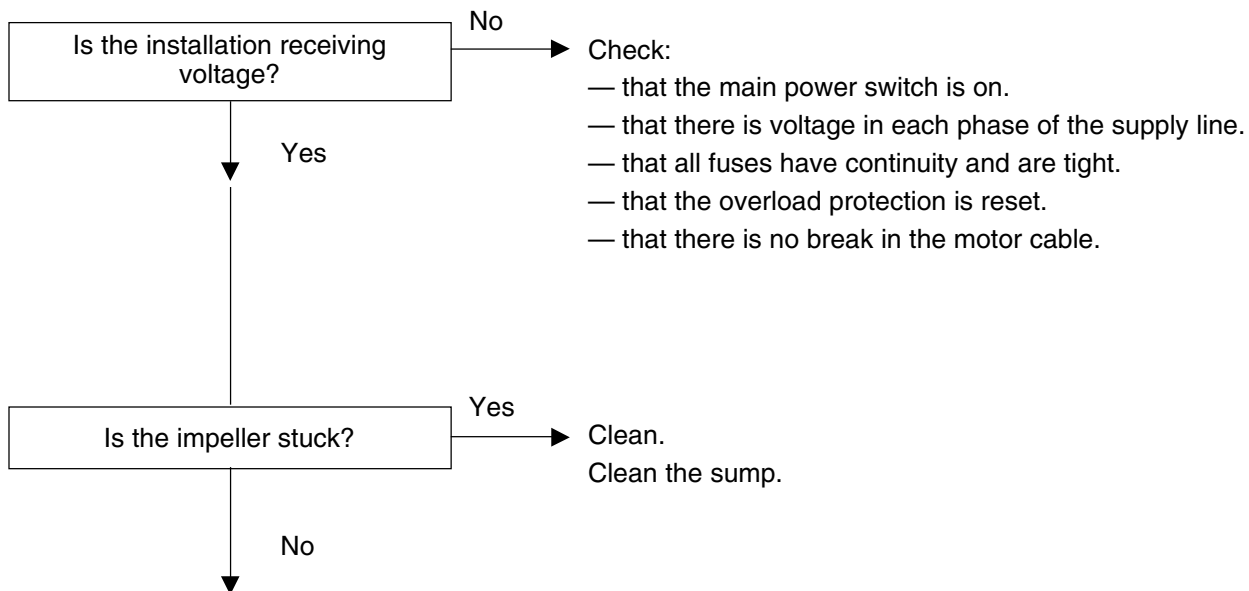 Is the installation receiving
voltage?
No
Check:
— that the main power switch is on.
— that there is voltage in each phase of the supply line.
— that all fuses have continuity and are tight.
— that the overload protection is reset.
— that there is no break in the motor cable.
Yes
Is the impeller stuck?
Yes
Clean.
Clean the sump.
No